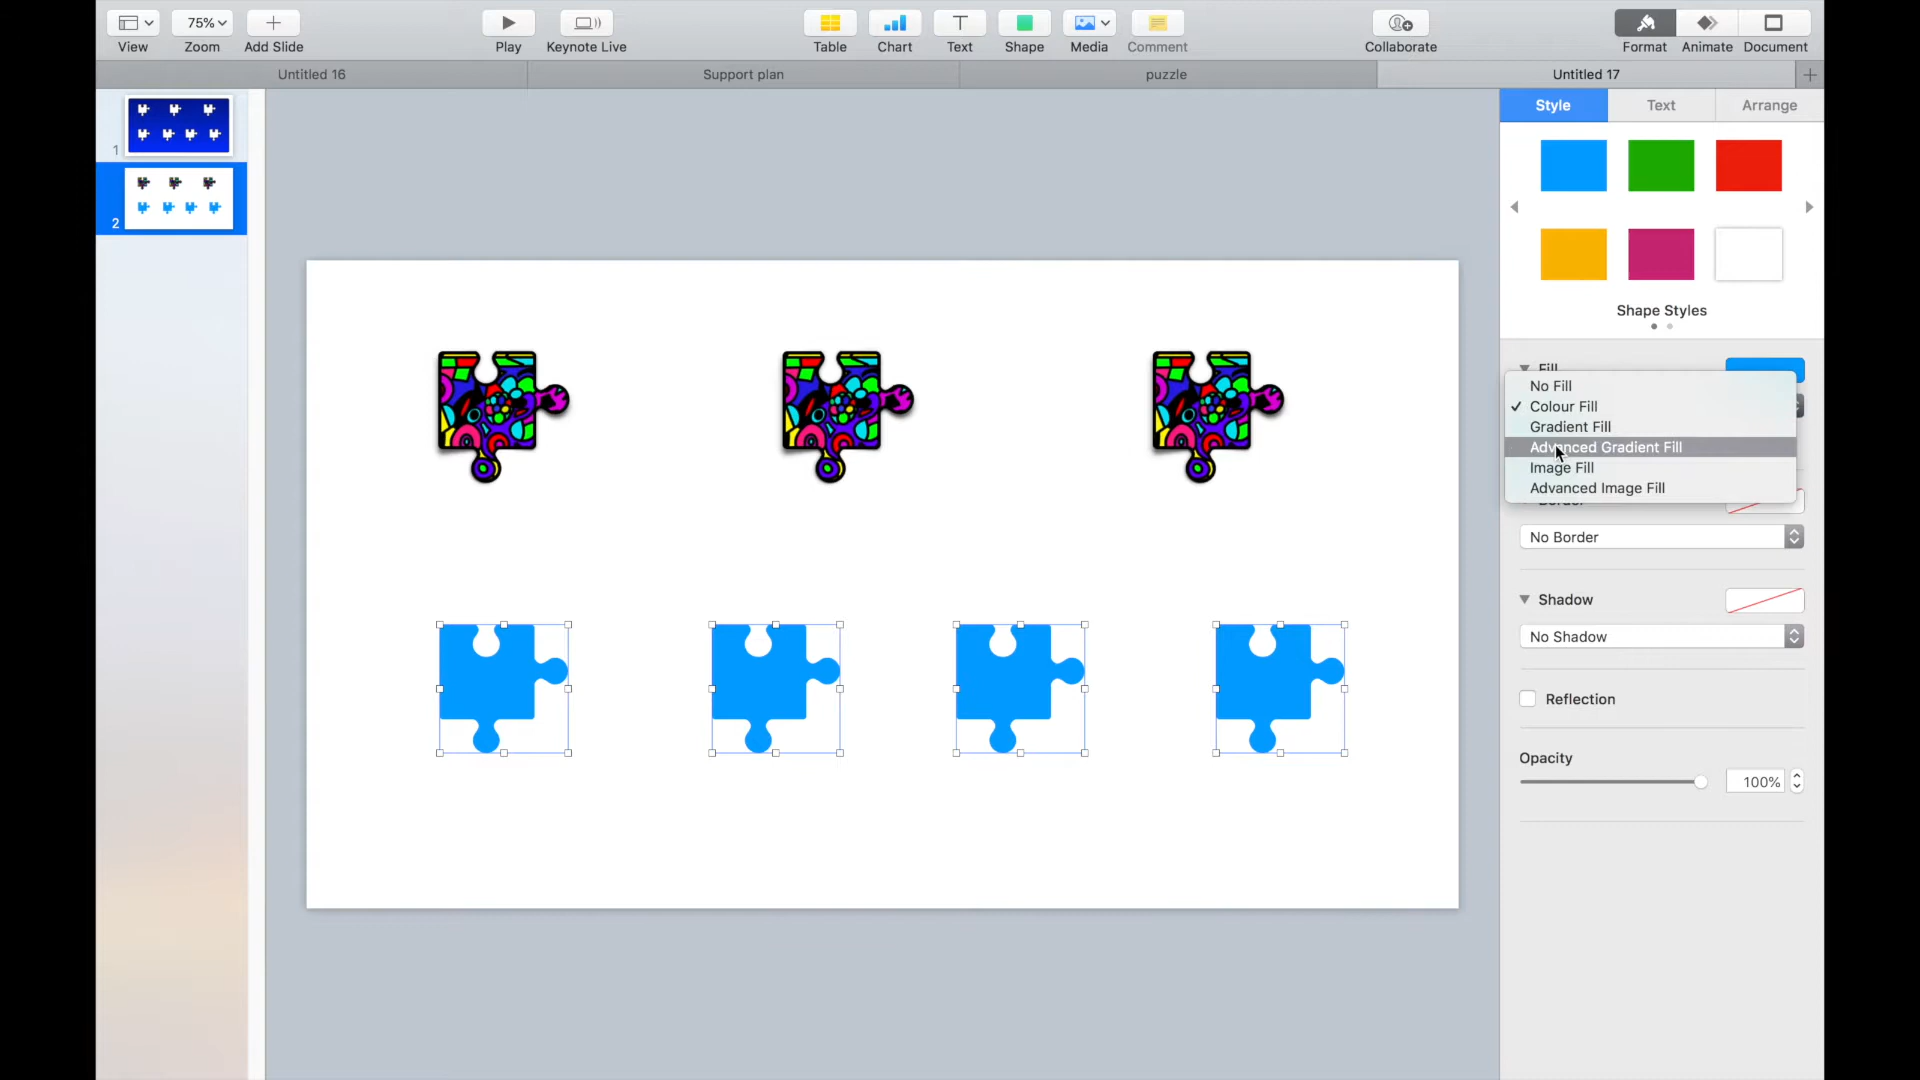 75%
View
Zoom
Add Slide
Play
Keynote Live
Table
Chart
Text
Shape
Media
Comment
Collaborate
Format
Animate
Document
Untitled 16
Support plan
puzzle
Untitled 17
1
2
Style
Text
Arrange
Shape Styles
Fill
No Fill
✓ Colour Fill
Gradient Fill
Advanced Gradient Fill
Image Fill
Advanced Image Fill
Border
No Border
Shadow
No Shadow
Reflection
Opacity
100%